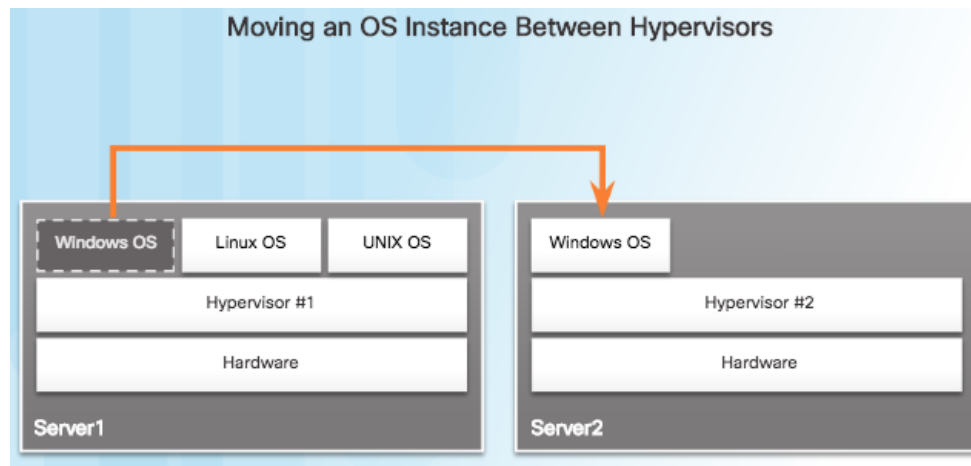 Moving an OS Instance Between Hypervisors
Windows OS
Linux OS
UNIX OS
Hypervisor #1
Hardware
Server1
Windows OS
Hypervisor #2
Hardware
Server2